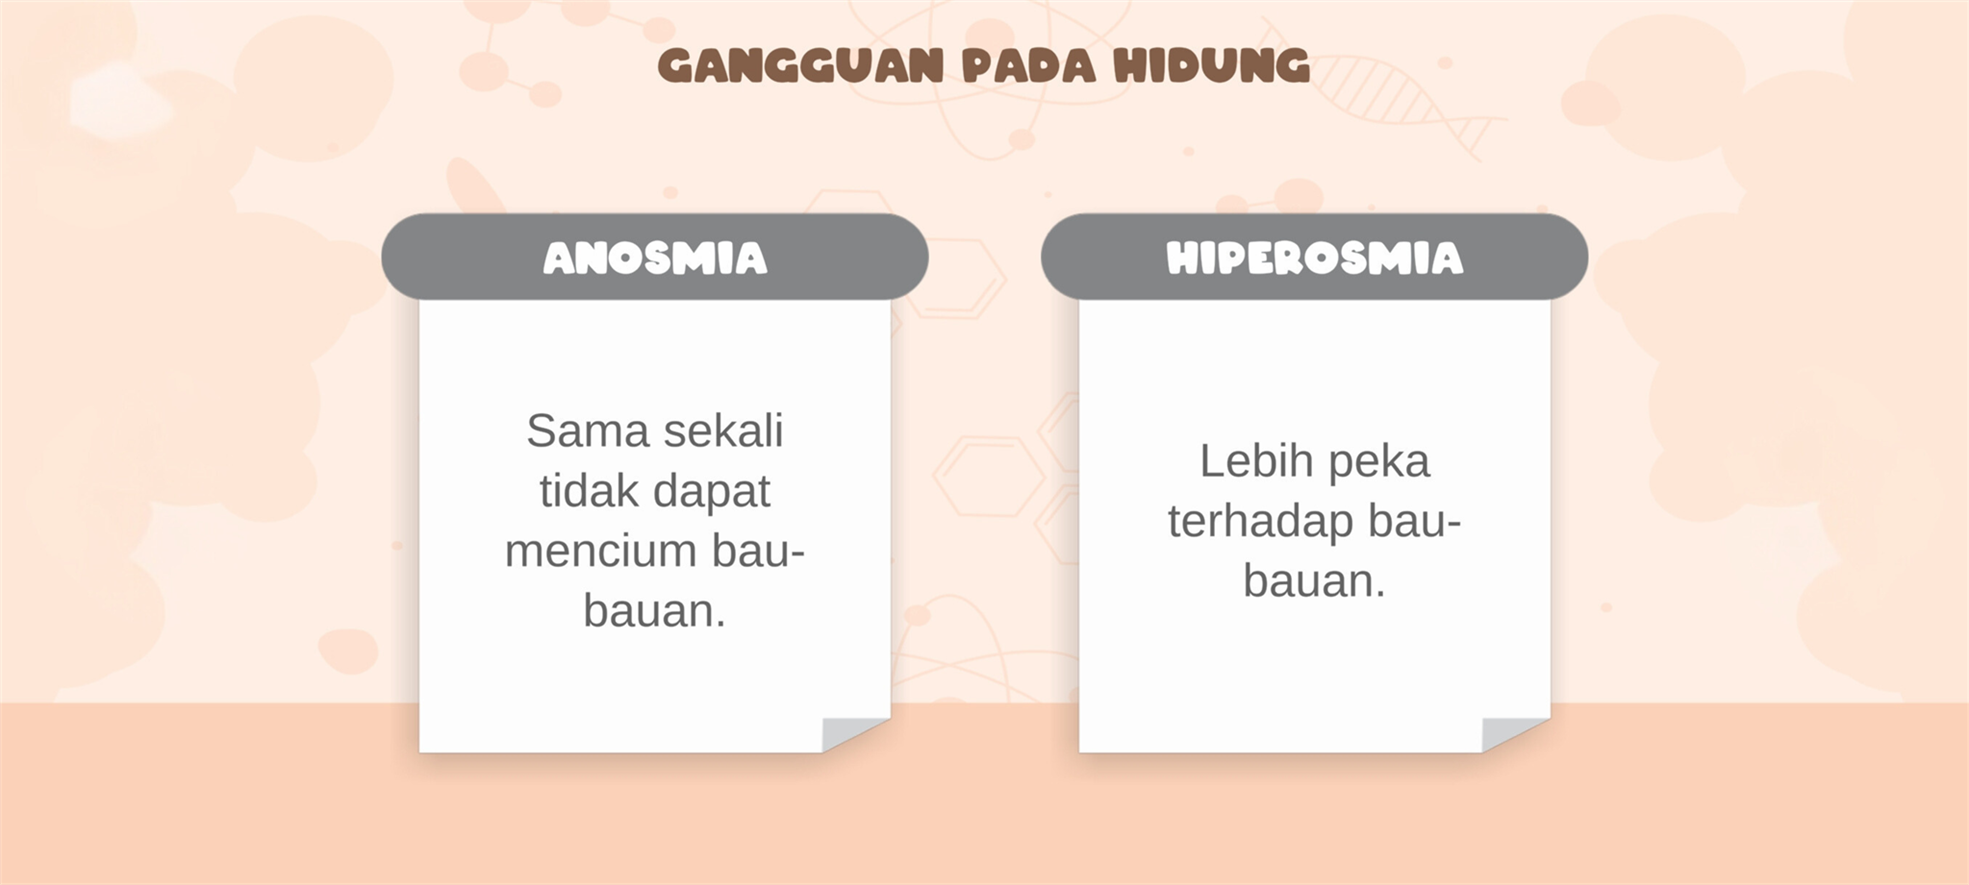 GANGGUAN PADA HIDUNG
ANOSMIA
Sama sekali
tidak dapat
mencium bau-
bauan.
HIPEROSMIA
Lebih peka
terhadap bau-
bauan.